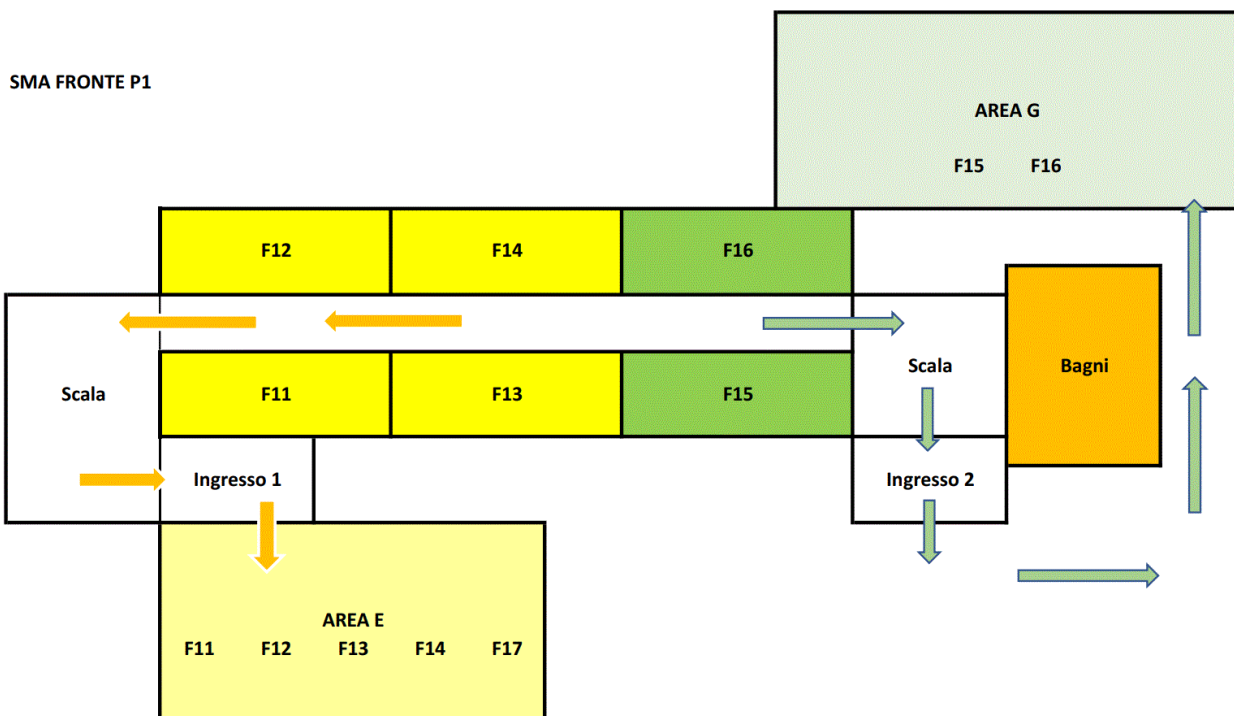 SMA FRONTE P1
AREA G
F15 F16
F12 F14 F16
Scala F11 F13 F15 Scala Bagni
Ingresso 1 Ingresso 2
AREA E
F11 F12 F13 F14 F17